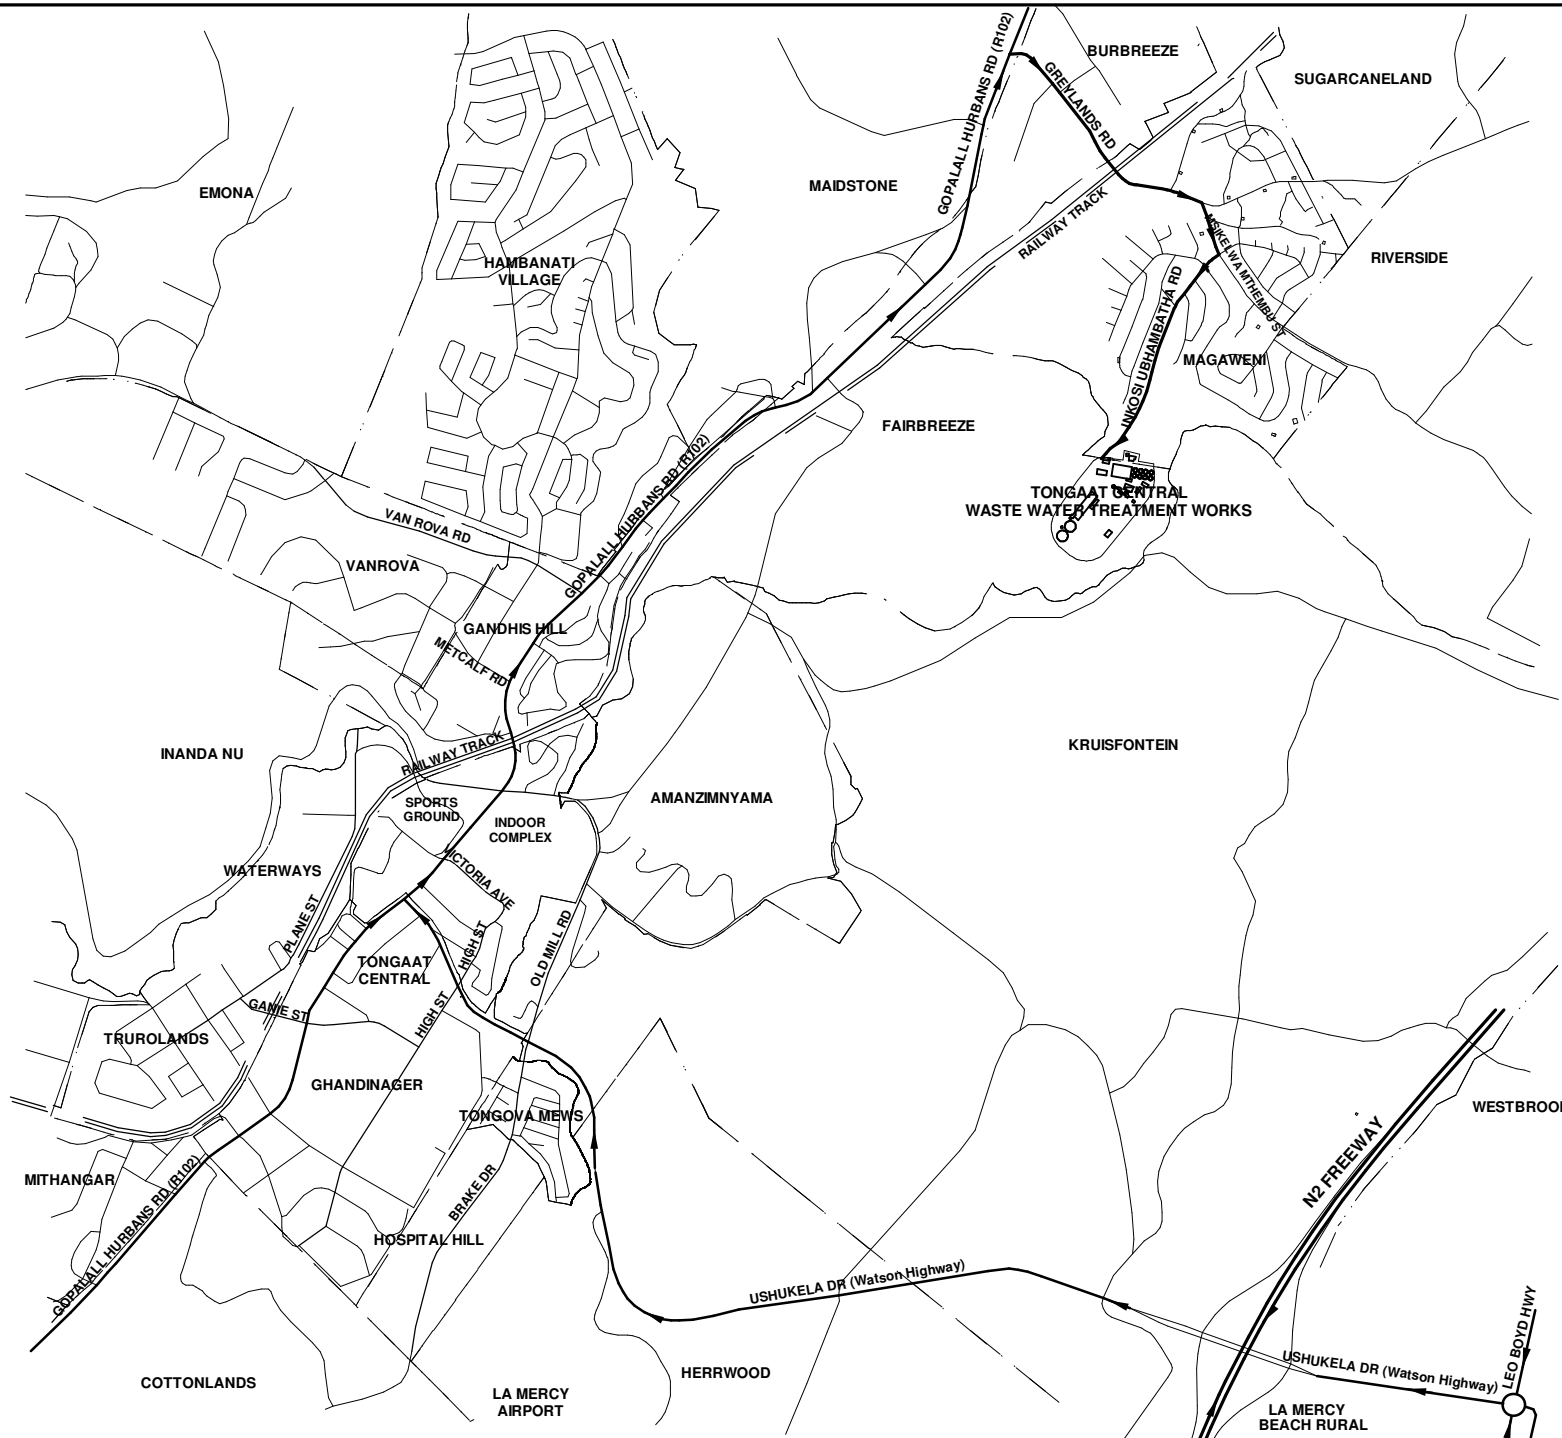 BURBREEZE
SUGARCANELAND
GOPALALL HURBANS RD (R102)
GREYLANDS RD
EMONA
MAIDSTONE
RAILWAY TRACK
MSIKELWA MTHEMBU ST
RIVERSIDE
HAMBANATI
VILLAGE
INKOSI UBHAMBATHA RD
MAGAWENI
FAIRBREEZE
GOPALALL HURBANS RD (R102)
TONGAAT CENTRAL
WASTE WATER TREATMENT WORKS
VAN ROVA RD
VANROVA
GANDHIS HILL
METCALF RD
KRUISFONTEIN
INANDA NU
RAILWAY TRACK
AMANZIMNYAMA
SPORTS
GROUND
INDOOR
COMPLEX
WATERWAYS
VICTORIA AVE
PLANE ST
HIGH ST
OLD MILL RD
TONGAAT
CENTRAL
GANIE ST
HIGH ST
TRUROLANDS
GHANDINAGER
TONGOVA MEWS
WESTBROO
N2 FREEWAY
MITHANGAR
BRAKE DR
GOPALALL HURBANS RD (R102)
HOSPITAL HILL
USHUKELA DR (Watson Highway)
LEO BOYD HWY
USHUKELA DR (Watson Highway)
HERRWOOD
COTTONLANDS
LA MERCY
AIRPORT
LA MERCY
BEACH RURAL